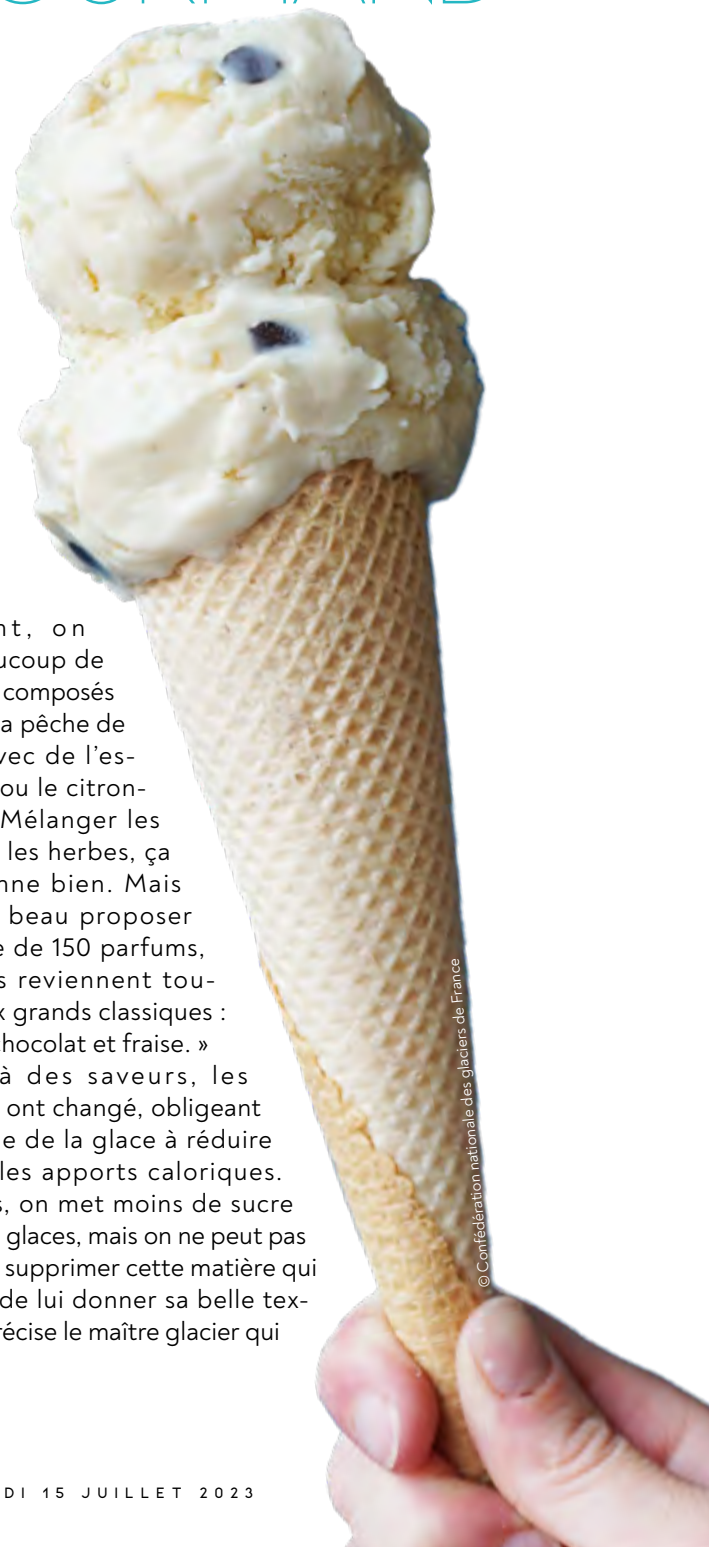 nt, on
ucoup de
composés
a pêche de
vec de l'es-
ou le citron-
Mélanger les
les herbes, ça
nne bien. Mais
beau proposer
e de 150 parfums,
s reviennent tou-
x grands classiques :
hocolat et fraise. »
à des saveurs, les
ont changé, obligeant
e de la glace à réduire
les apports caloriques.
s, on met moins de sucre
glaces, mais on ne peut pas
supprimer cette matière qui
de lui donner sa belle tex-
récise le maître glacier qui
© Confédération nationale des glaciers de France
DI 15 JUILLET 2023